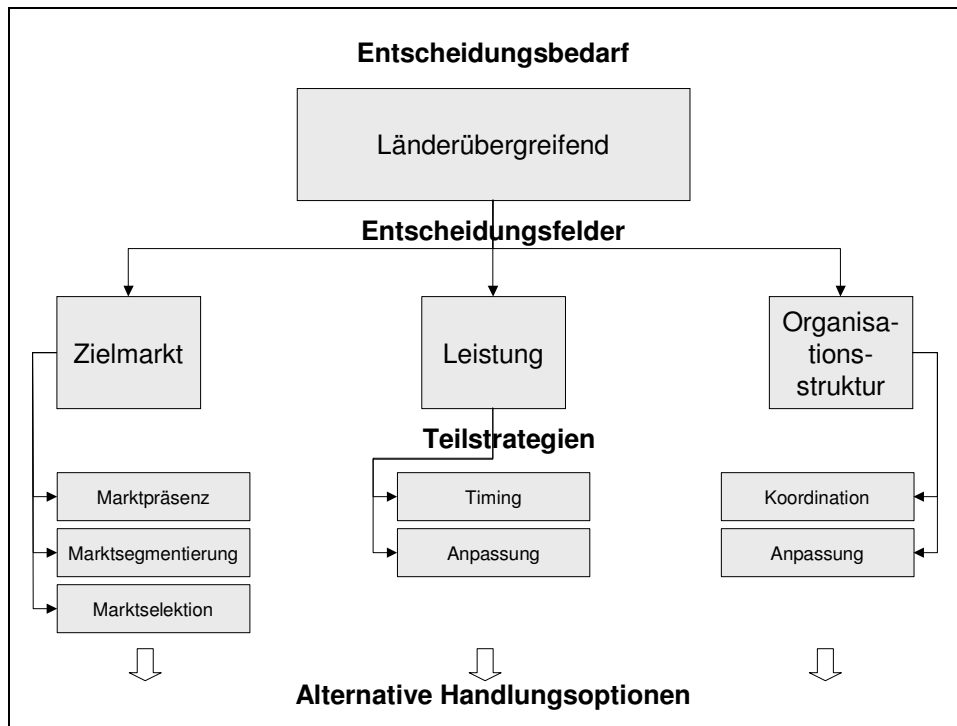 Entscheidungsbedarf
Länderübergreifend
Entscheidungsfelder
Zielmarkt
Leistung
Organisa-
tions-
struktur
Teilstrategien
Marktpräsenz
Marktsegmentierung
Marktselektion
Timing
Anpassung
Koordination
Anpassung
Alternative Handlungsoptionen